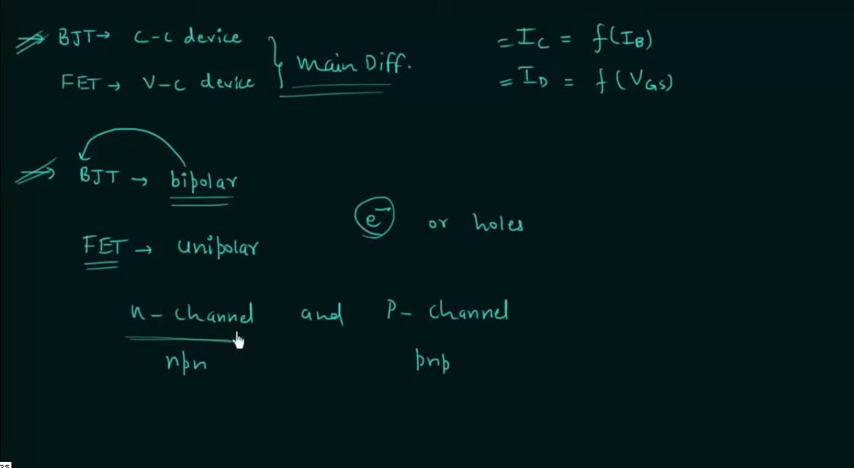 BJT → C-C device
FET → V-C device
Main Diff.
= IC = f(IB)
= ID = f(VGS)
BJT → bipolar
FET → unipolar
e- or holes
n - channel and P - channel
npn pnp
25